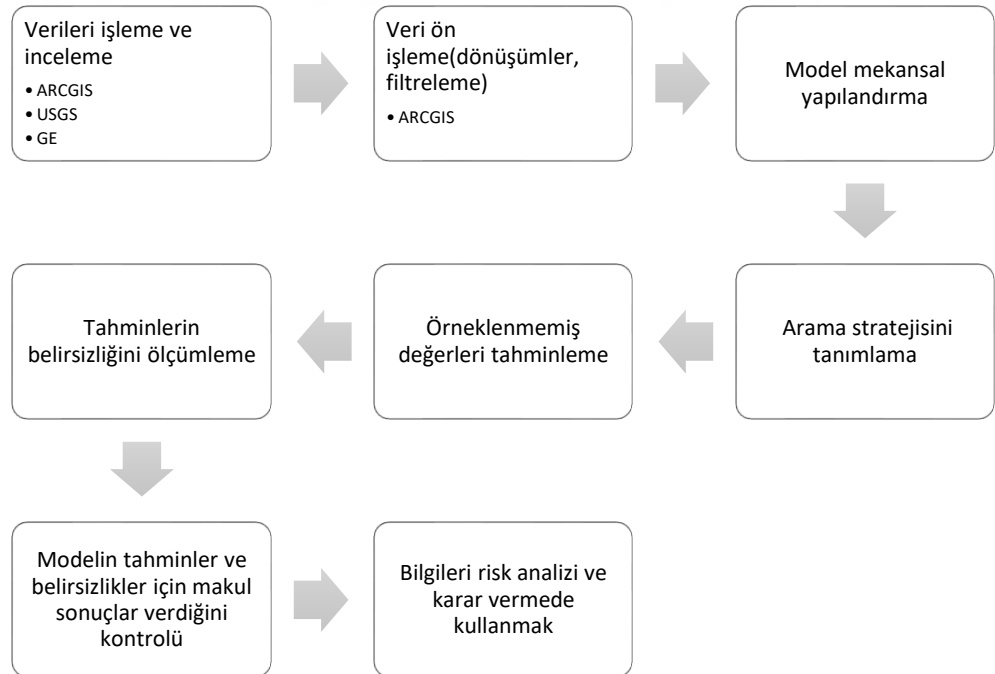 Verileri işleme ve
inceleme
• ARCGIS
• USGS
• GE
Veri ön
işleme(dönüşümler,
filtreleme)
• ARCGIS
Model mekansal
yapılandırma
Arama stratejisini
tanımlama
Örneklenmemiş
değerleri tahminleme
Tahminlerin
belirsizliğini ölçümleme
Modelin tahminler ve
belirsizlikler için makul
sonuçlar verdiğini
kontrolü
Bilgileri risk analizi ve
karar vermede
kullanmak